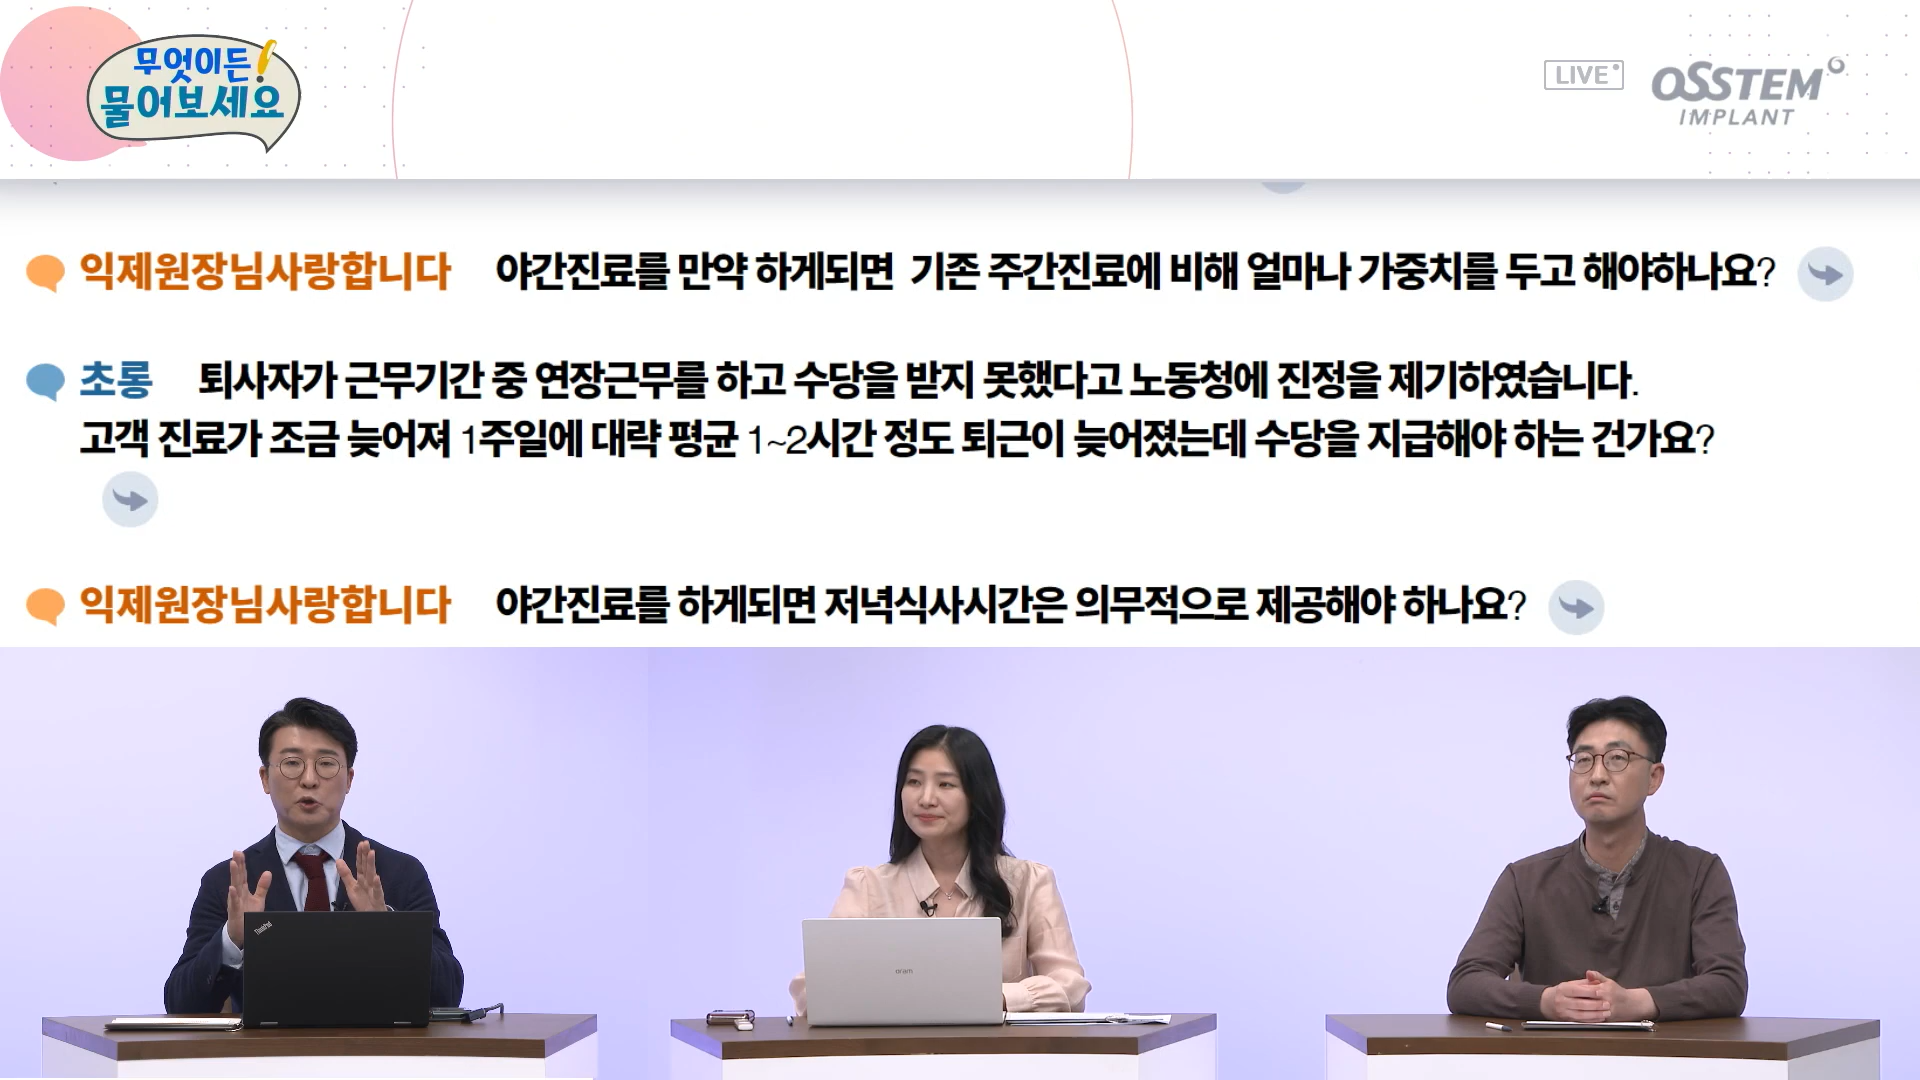 무엇이든!
물어보세요
LIVE
OSSTEM
IMPLANT
익제원장님사랑합니다 야간진료를 만약 하게되면 기존 주간진료에 비해 얼마나 가중치를 두고 해야하나요?
초롱 퇴사자가 근무기간 중 연장근무를 하고 수당을 받지 못했다고 노동청에 진정을 제기하였습니다.
고객 진료가 조금 늦어져 1주일에 대략 평균 1~2시간 정도 퇴근이 늦어졌는데 수당을 지급해야 하는 건가요?
익제원장님사랑합니다 야간진료를 하게되면 저녁식사시간은 의무적으로 제공해야 하나요?
ThinkPad
gram